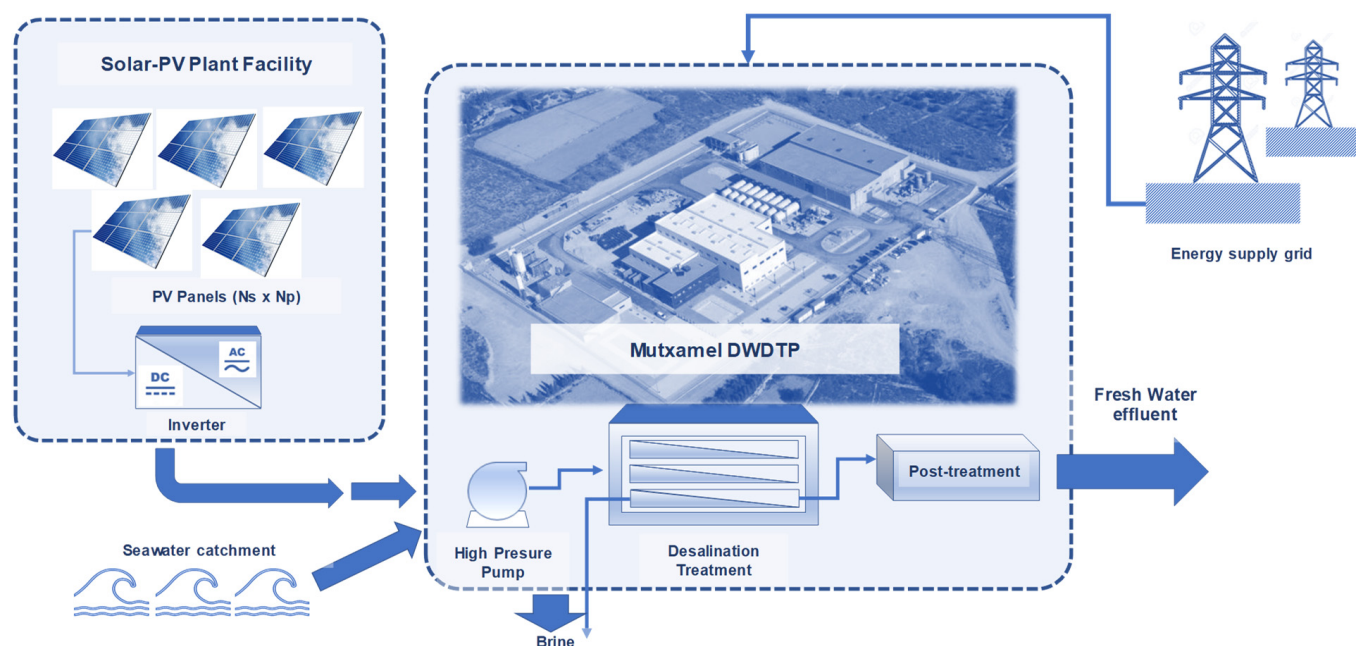 Solar-PV Plant Facility
PV Panels (Ns x Np)
DC
AC
Inverter
Seawater catchment
Mutxamel DWDTP
High Presure
Pump
Desalination
Treatment
Post-treatment
Brine
Energy supply grid
Fresh Water
effluent